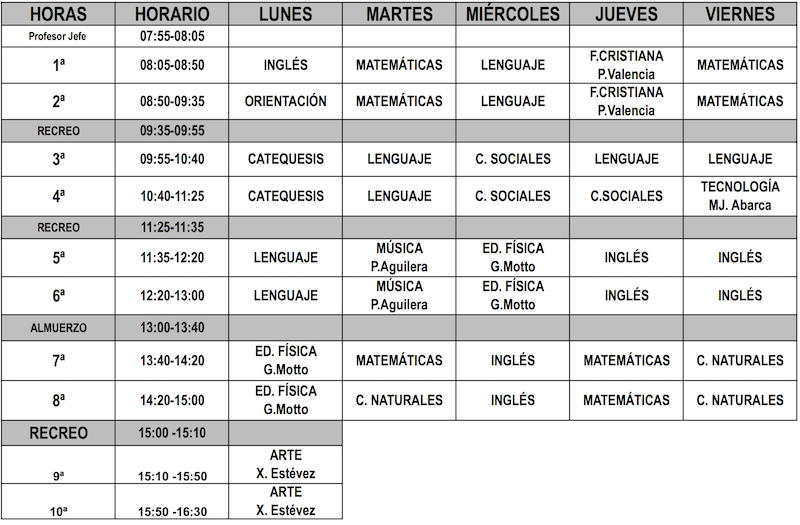 HORAS HORARIO LUNES MARTES MIÉRCOLES JUEVES VIERNES
Profesor Jefe 07:55-08:05
1ª 08:05-08:50 INGLÉS MATEMÁTICAS LENGUAJE F.CRISTIANA P.Valencia MATEMÁTICAS
2ª 08:50-09:35 ORIENTACIÓN MATEMÁTICAS LENGUAJE F.CRISTIANA P.Valencia MATEMÁTICAS
RECREO 09:35-09:55
3ª 09:55-10:40 CATEQUESIS LENGUAJE C. SOCIALES LENGUAJE LENGUAJE
4ª 10:40-11:25 CATEQUESIS LENGUAJE C. SOCIALES C.SOCIALES TECNOLOGÍA MJ. Abarca
RECREO 11:25-11:35
5ª 11:35-12:20 LENGUAJE MÚSICA P.Aguilera ED. FÍSICA G.Motto INGLÉS INGLÉS
6ª 12:20-13:00 LENGUAJE MÚSICA P.Aguilera ED. FÍSICA G.Motto INGLÉS INGLÉS
ALMUERZO 13:00-13:40
7ª 13:40-14:20 ED. FÍSICA G.Motto MATEMÁTICAS INGLÉS MATEMÁTICAS C. NATURALES
8ª 14:20-15:00 ED. FÍSICA G.Motto C. NATURALES INGLÉS MATEMÁTICAS C. NATURALES
RECREO 15:00 -15:10
9ª 15:10 -15:50 ARTE X. Estévez
10ª 15:50 -16:30 ARTE X. Estévez